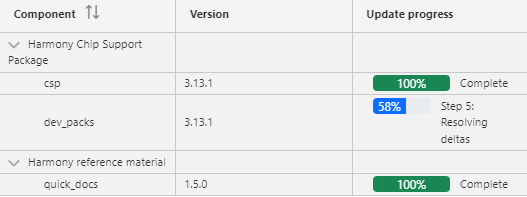 Component Version Update progress
Harmony Chip Support
Package
csp 3.13.1 100% Complete
dev_packs 3.13.1 58% Step 5:
Resolving
deltas
Harmony reference material
quick_docs 1.5.0 100% Complete